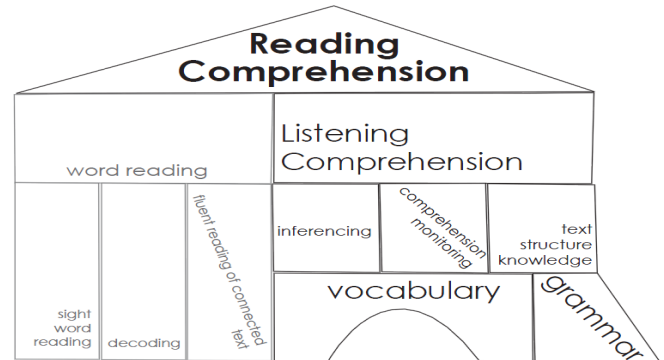 Reading
Comprehension
word reading
Listening
Comprehension
sight
word
reading
decoding
fluent reading of connected
text
inferencing
comprehension
monitoring
text
structure
knowledge
vocabulary
grammar